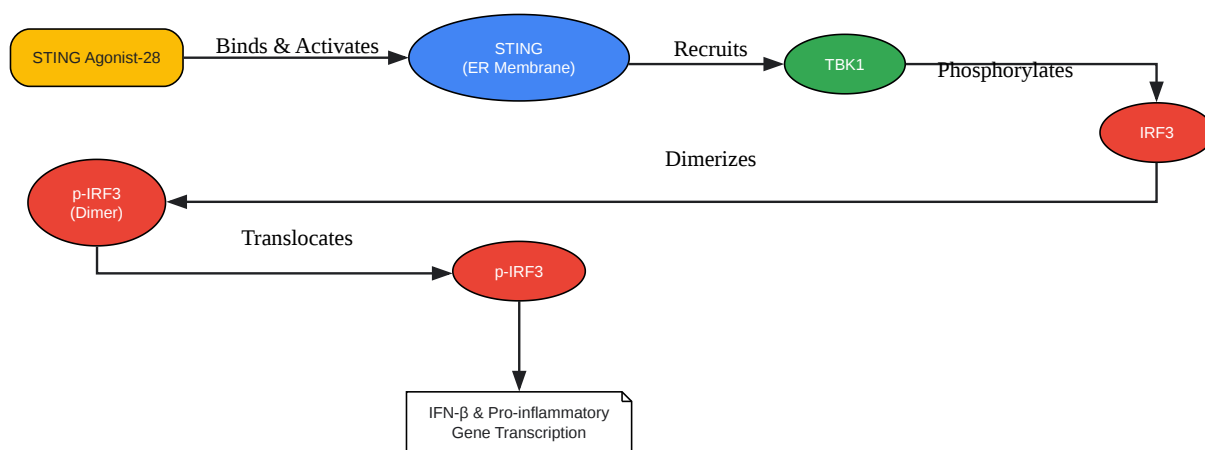 STING Agonist-28
Binds & Activates
STING
(ER Membrane)
Recruits
TBK1
Phosphorylates
IRF3
Dimerizes
p-IRF3
(Dimer)
Translocates
p-IRF3
IFN-β & Pro-inflammatory
Gene Transcription